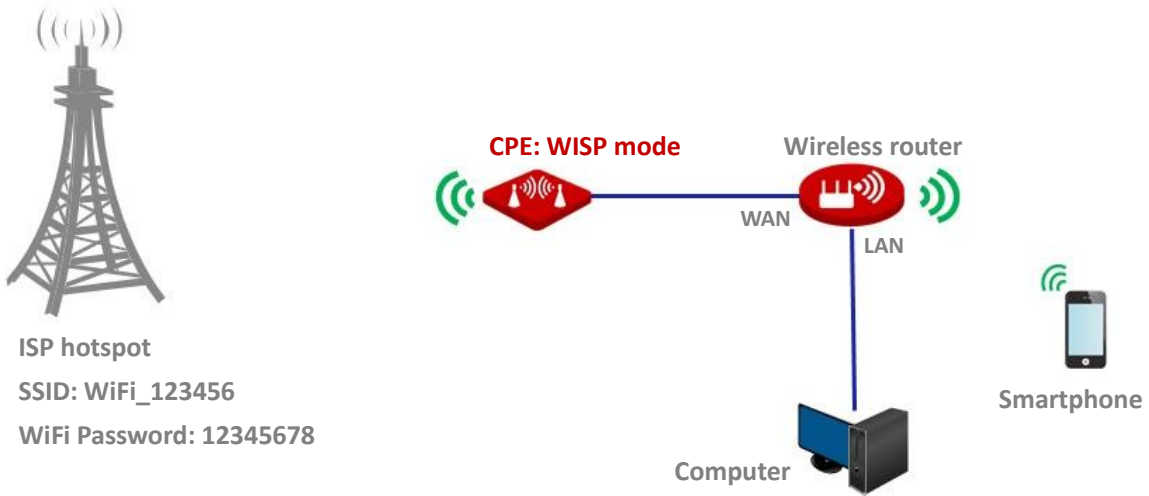 CPE: WISP mode
Wireless router
WAN
LAN
ISP hotspot
SSID: WiFi_123456
WiFi Password: 12345678
Smartphone
Computer